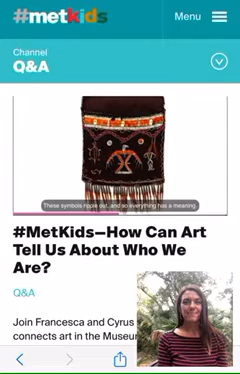 #metkids
Menu
Channel
Q&A
These symbols ripple out, and so everything has a meaning.
#MetKids—How Can Art
Tell Us About Who We
Are?
Q&A
Join Francesca and Cyrus
connects art in the Museu